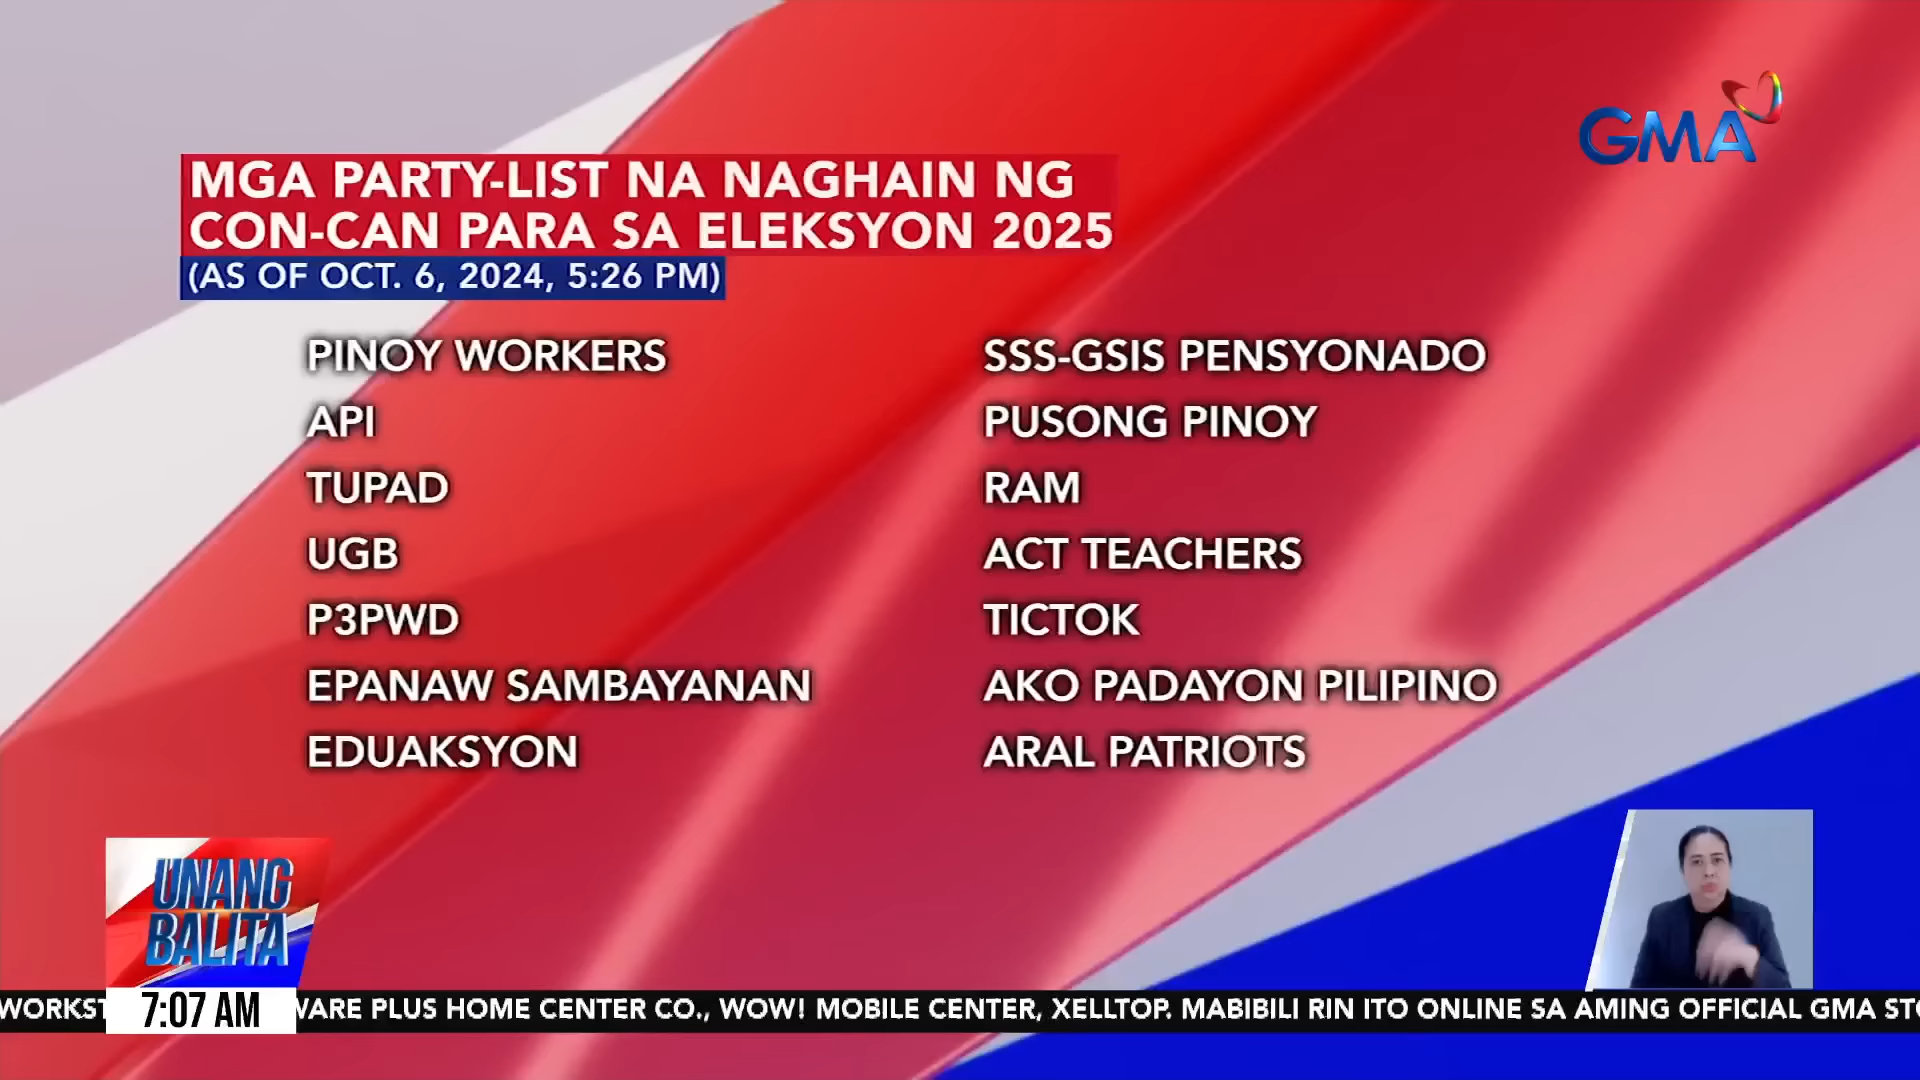 GMA
MGA PARTY-LIST NA NAGHAIN NG
CON-CAN PARA SA ELEKSYON 2025
(AS OF OCT. 6, 2024, 5:26 PM)
PINOY WORKERS
API
TUPAD
UGB
P3PWD
EPANAW SAMBAYANAN
EDUAKSYON
SSS-GSIS PENSYONADO
PUSONG PINOY
RAM
ACT TEACHERS
TICTOK
AKO PADAYON PILIPINO
ARAL PATRIOTS
UNANG
BALITA
7:07 AM
WORKST VARE PLUS HOME CENTER CO., WOW! MOBILE CENTER, XELLTOP. MABIBILI RIN ITO ONLINE SA AMING OFFICIAL GMA STO